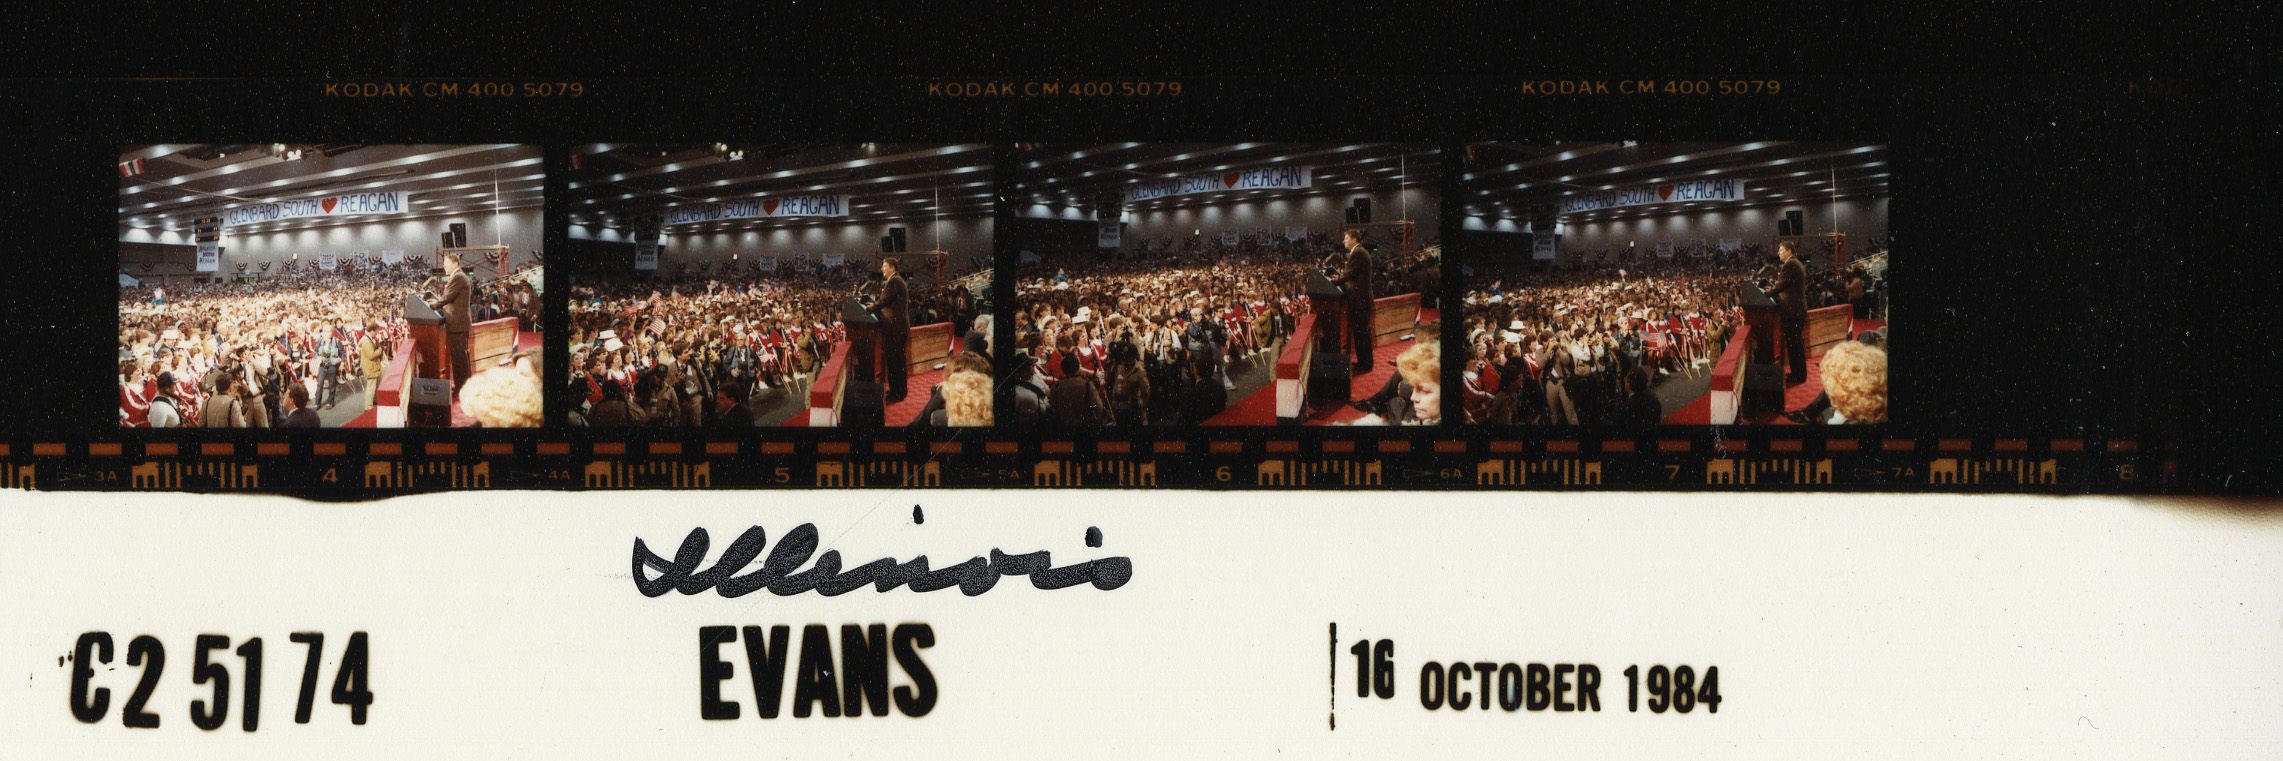 KODAK CM 400 5079 KODAK CM 400 5079 KODAK CM 400 5079
GLENBARD SOUTH ❤ REAGAN
GLENBARD SOUTH ❤ REAGAN
GLENBARD SOUTH ❤ REAGAN
GLENBARD SOUTH ❤ REAGAN
3A 4 4A 5 5A 6 6A 7 7A 8
Illinois
C2 51 74 EVANS 16 OCTOBER 1984